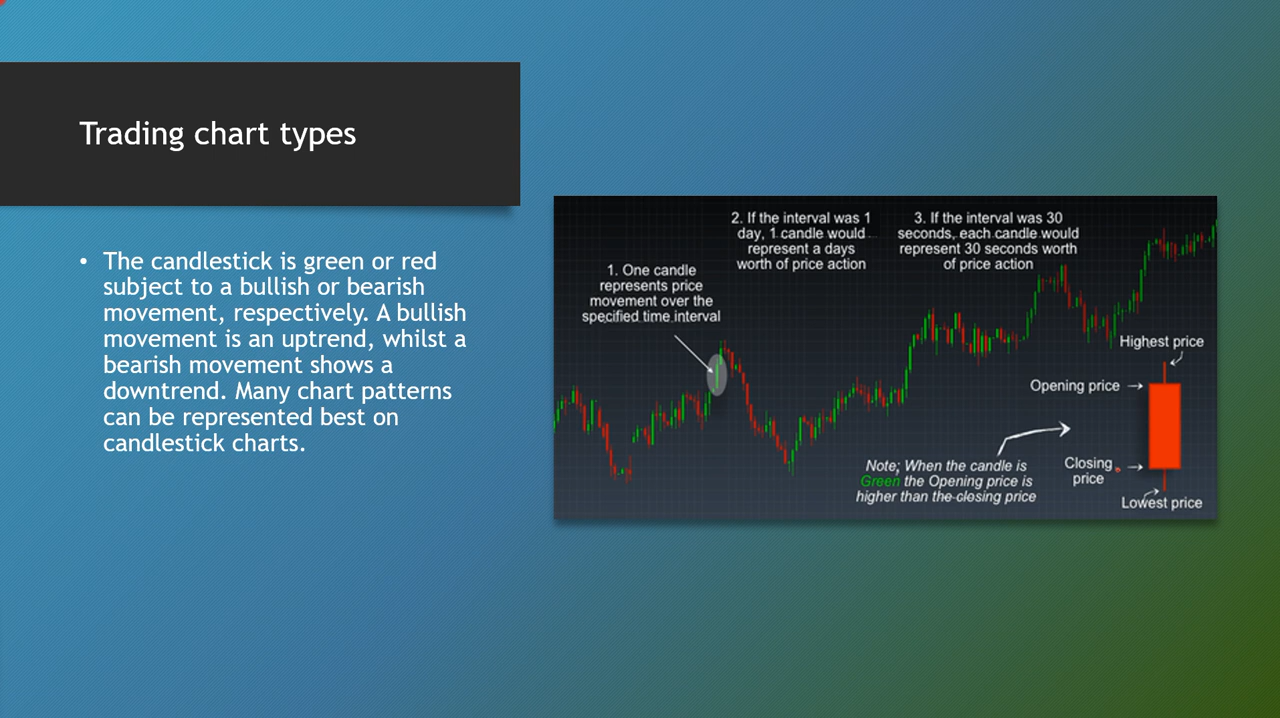 Trading chart types
• The candlestick is green or red
subject to a bullish or bearish
movement, respectively. A bullish
movement is an uptrend, whilst a
bearish movement shows a
downtrend. Many chart patterns
can be represented best on
candlestick charts.
1. One candle
represents price
movement over the
specified time interval
2. If the interval was 1
day, 1 candle would
represent a days
worth of price action
3. If the interval was 30
seconds, each candle would
represent 30 seconds worth
of price action
Highest price
Opening price
Closing
price
Lowest price
Note; When the candle is
Green the Opening price is
higher than the closing price